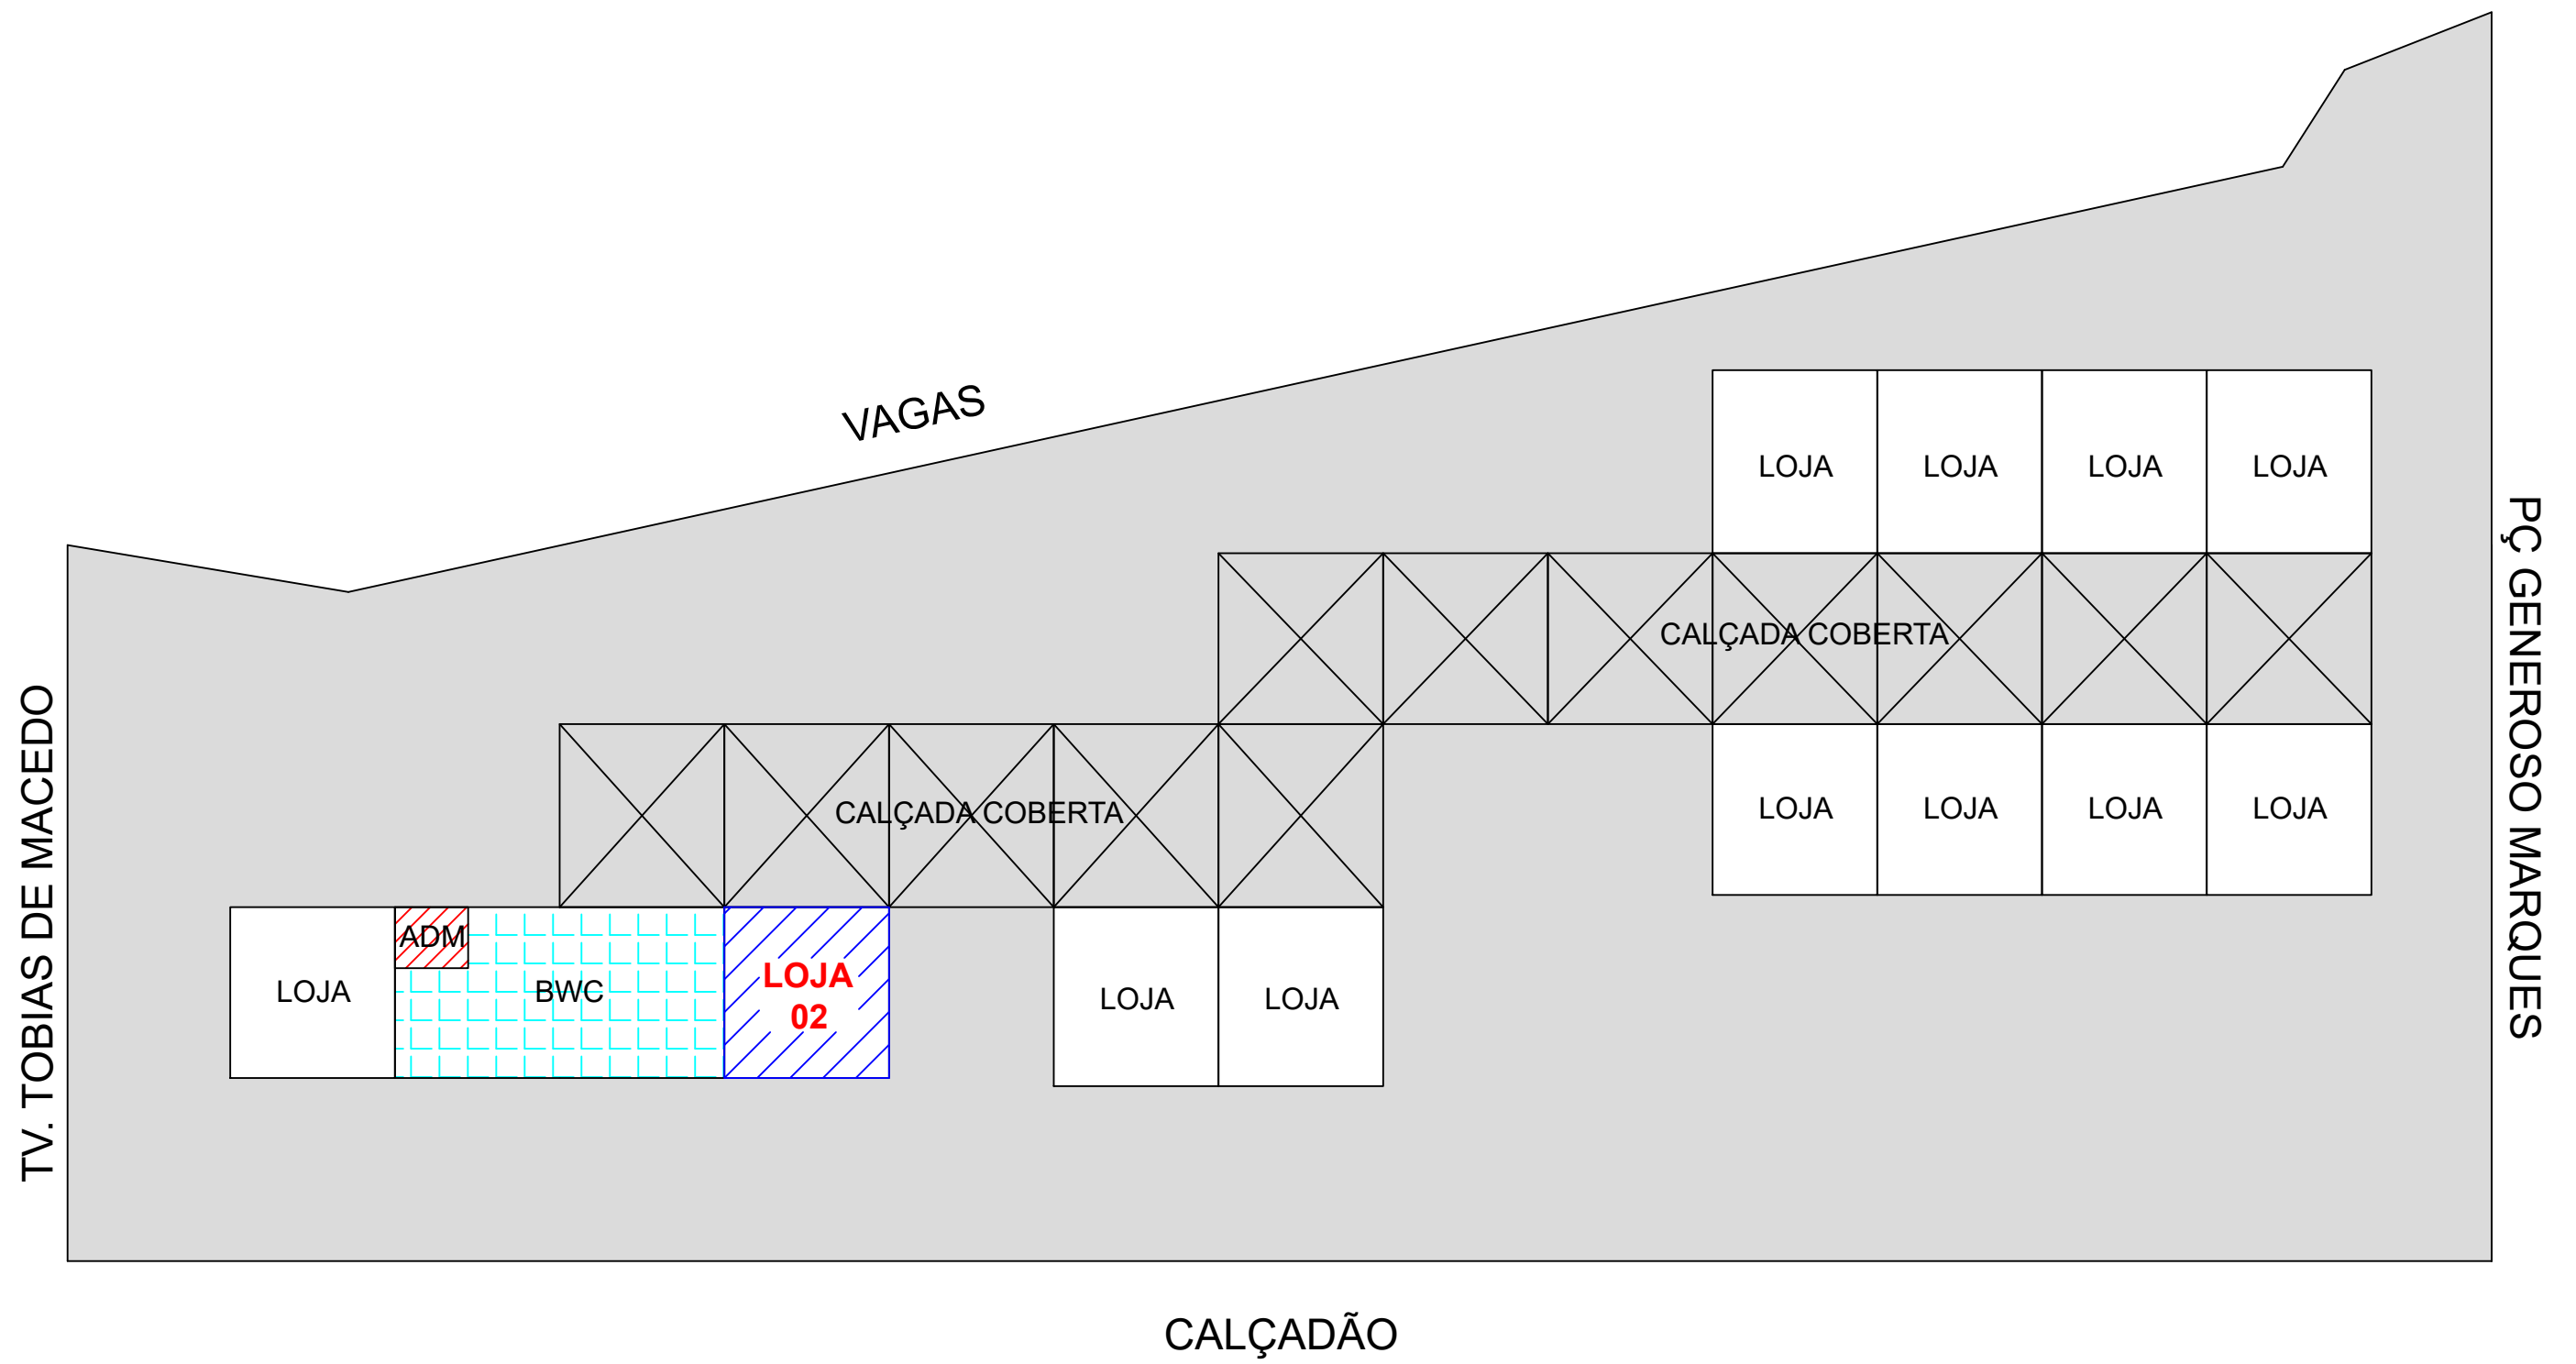 VAGAS
LOJA LOJA LOJA LOJA
CALÇADA COBERTA
PÇ GENEROSO MARQUES
LOJA LOJA LOJA LOJA
CALÇADA COBERTA
TV. TOBIAS DE MACEDO
ADM
LOJA
BWC
LOJA
02
LOJA LOJA
CALÇADÃO